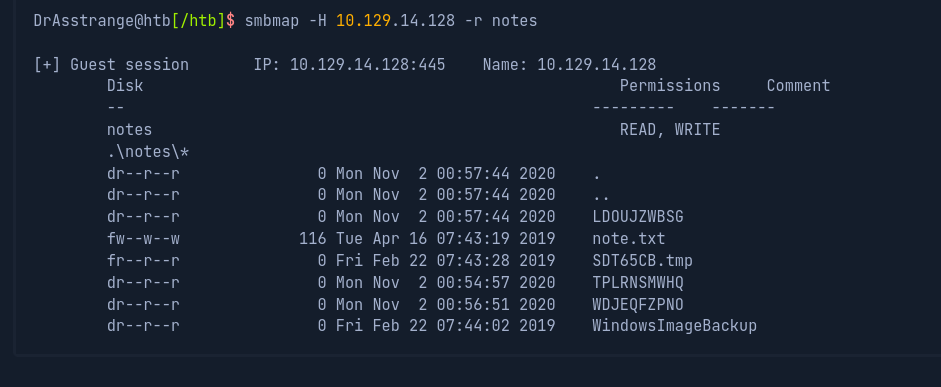 DrAsstrange@htb[/htb]$ smbmap -H 10.129.14.128 -r notes
[+] Guest session IP: 10.129.14.128:445 Name: 10.129.14.128
Disk Permissions Comment
-- --------- -------
notes READ, WRITE
.\notes\*
dr--r--r 0 Mon Nov 2 00:57:44 2020 .
dr--r--r 0 Mon Nov 2 00:57:44 2020 ..
dr--r--r 0 Mon Nov 2 00:57:44 2020 LDOUJZWBSG
fw--w--w 116 Tue Apr 16 07:43:19 2019 note.txt
fr--r--r 0 Fri Feb 22 07:43:28 2019 SDT65CB.tmp
dr--r--r 0 Mon Nov 2 00:54:57 2020 TPLRNSMWHQ
dr--r--r 0 Mon Nov 2 00:56:51 2020 WDJEQFZPNO
dr--r--r 0 Fri Feb 22 07:44:02 2019 WindowsImageBackup